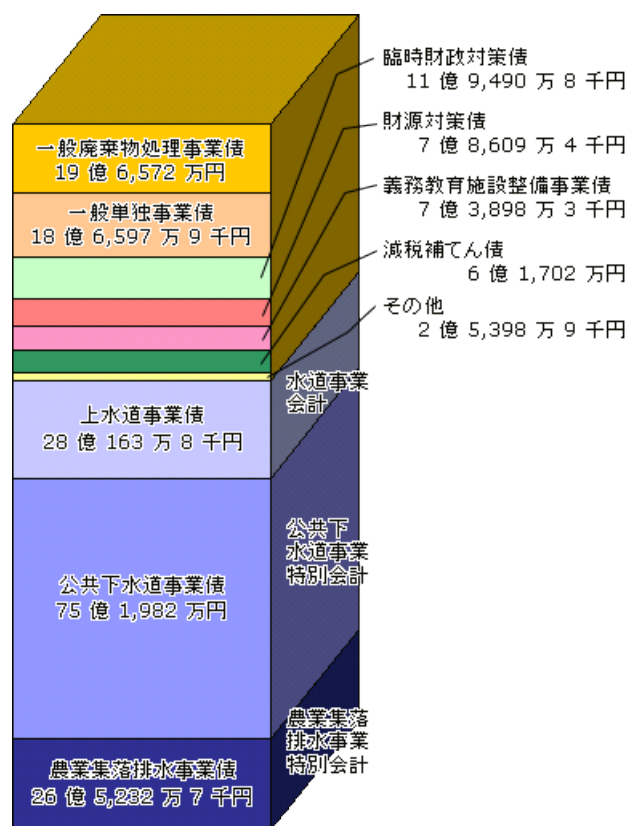 臨時財政対策債
11 億 9,490 万 8 千円
財源対策債
7 億 8,609 万 4 千円
義務教育施設整備事業債
7 億 3,898 万 3 千円
減税補てん債
6 億 1,702 万円
その他
2 億 5,398 万 9 千円
一般廃棄物処理事業債
19 億 6,572 万円
一般単独事業債
18 億 6,597 万 9 千円
上水道事業債
28 億 163 万 8 千円
水道事業
会計
公共下水道事業債
75 億 1,982 万円
公共下
水道事業
特別会計
農業集落排水事業債
26 億 5,232 万 7 千円
農業集落
排水事業
特別会計